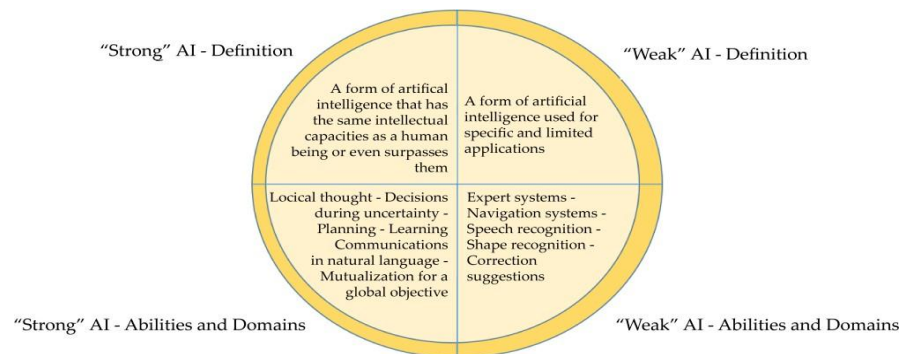 “Strong” AI - Definition
“Weak” AI - Definition
A form of artifical
intelligence that has
the same intellectual
capacities as a human
being or even surpasses
them
A form of artificial
intelligence used for
specific and limited
applications
Locical thought - Decisions
during uncertainty -
Planning - Learning
Communications
in natural language -
Mutualization for a
global objective
Expert systems -
Navigation systems -
Speech recognition -
Shape recognition -
Correction
suggestions
“Strong” AI - Abilities and Domains
“Weak” AI - Abilities and Domains